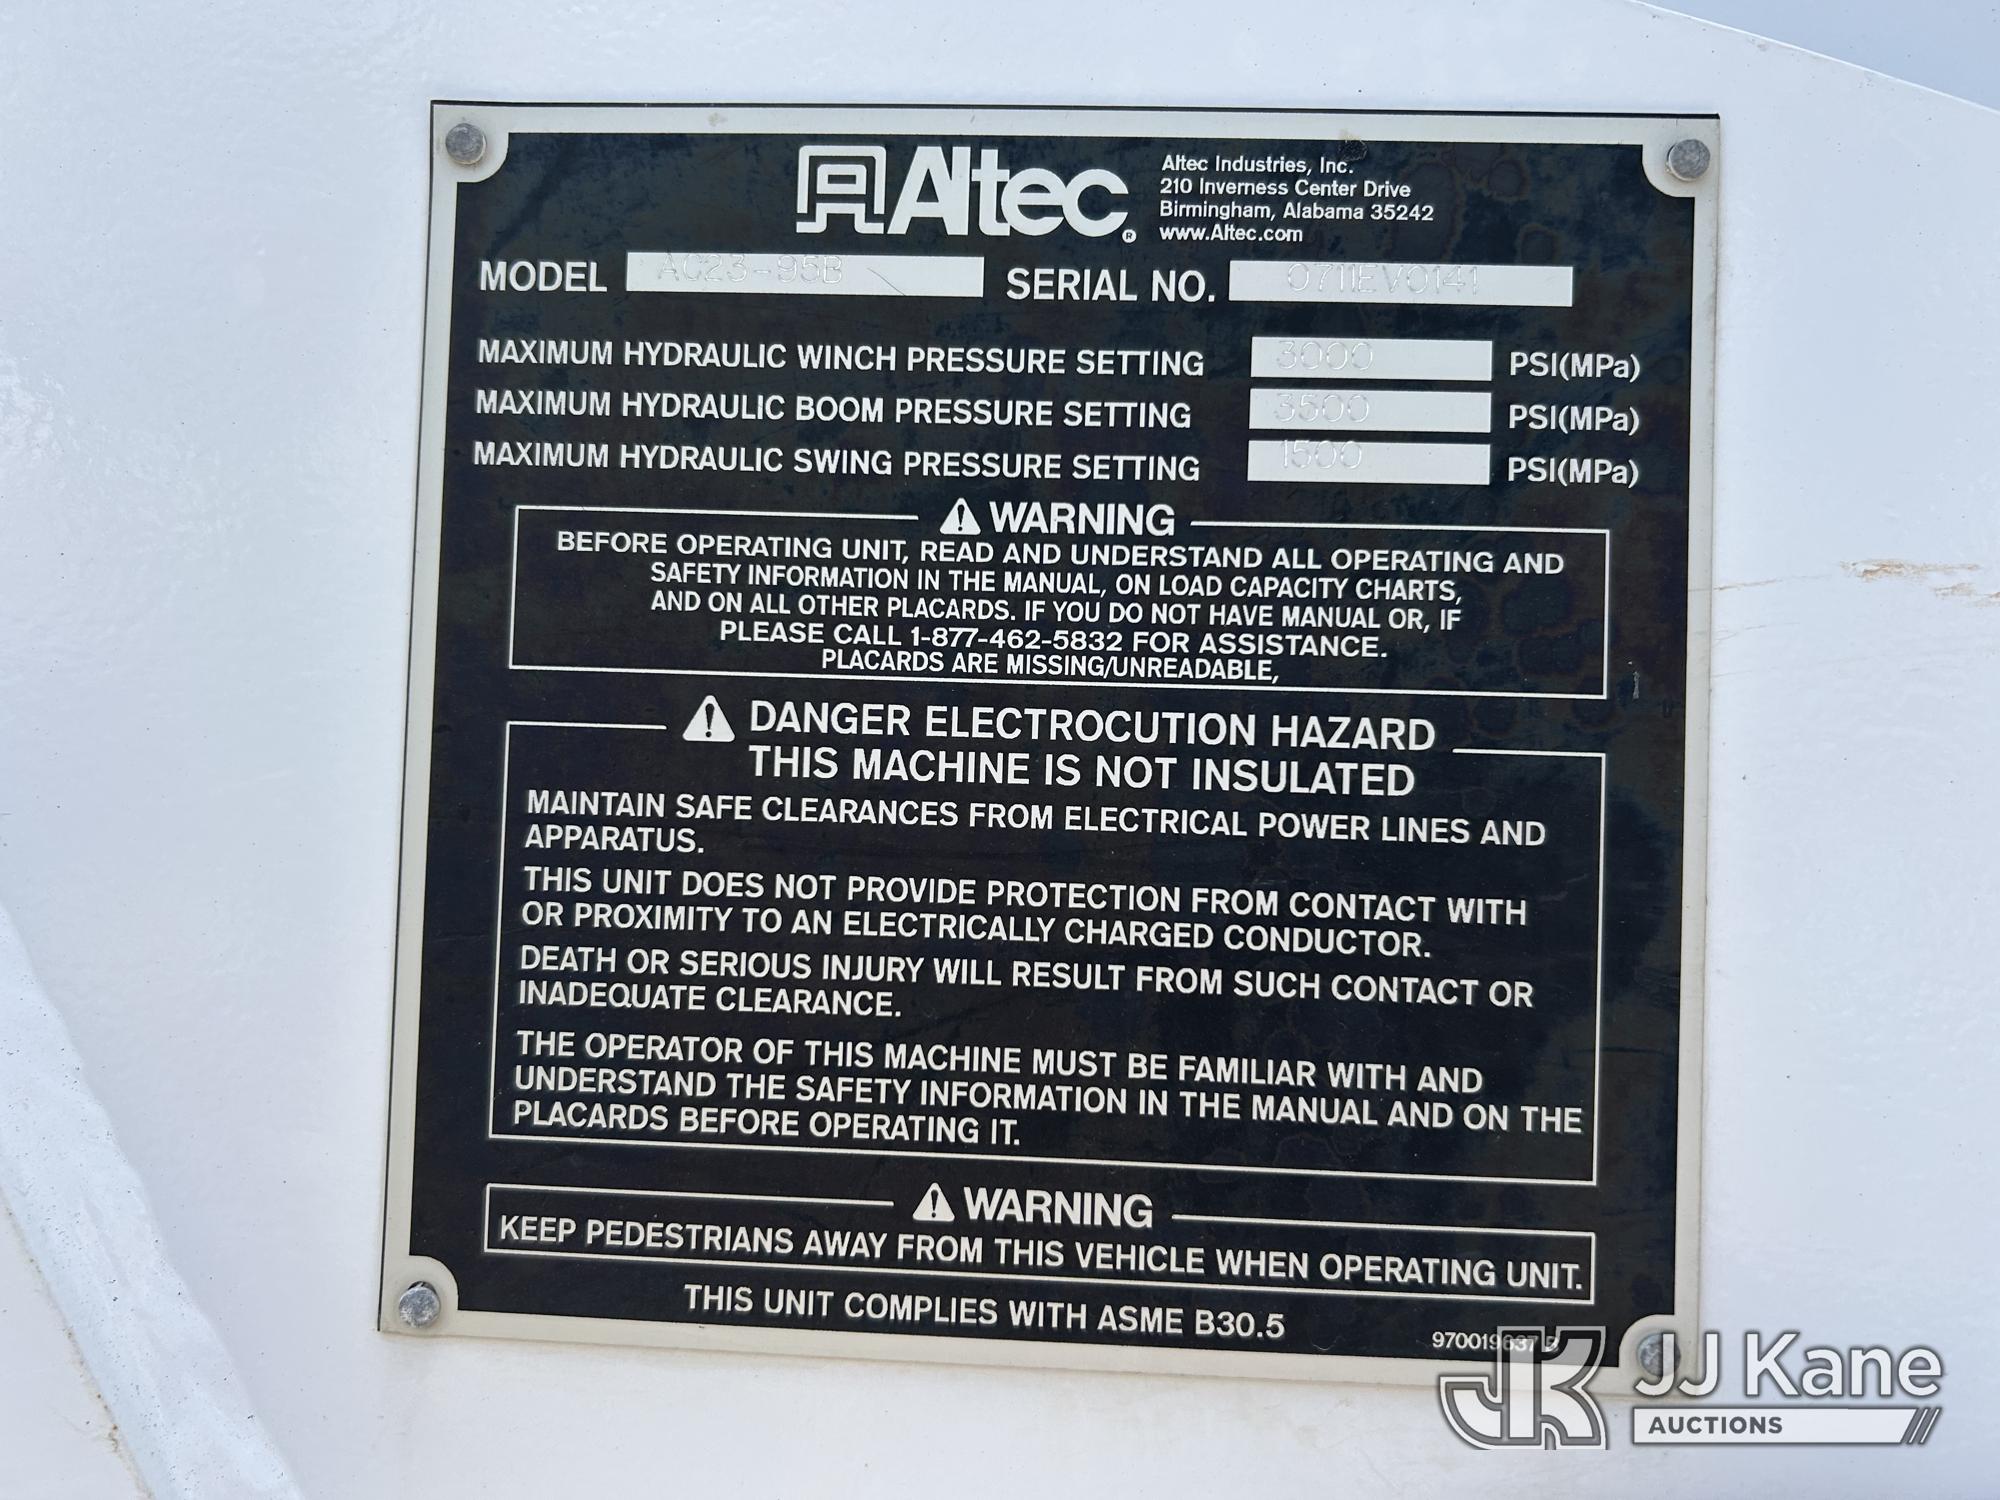 Altec®
Altec Industries, Inc.
210 Inverness Center Drive
Birmingham, Alabama 35242
www.Altec.com
MODEL AC23-95B SERIAL NO. 0711EV0141
MAXIMUM HYDRAULIC WINCH PRESSURE SETTING 3000 PSI(MPa)
MAXIMUM HYDRAULIC BOOM PRESSURE SETTING 3500 PSI(MPa)
MAXIMUM HYDRAULIC SWING PRESSURE SETTING 1500 PSI(MPa)
WARNING
BEFORE OPERATING UNIT, READ AND UNDERSTAND ALL OPERATING AND
SAFETY INFORMATION IN THE MANUAL, ON LOAD CAPACITY CHARTS,
AND ON ALL OTHER PLACARDS. IF YOU DO NOT HAVE MANUAL OR, IF
PLEASE CALL 1-877-462-5832 FOR ASSISTANCE.
PLACARDS ARE MISSING/UNREADABLE,
DANGER ELECTROCUTION HAZARD
THIS MACHINE IS NOT INSULATED
MAINTAIN SAFE CLEARANCES FROM ELECTRICAL POWER LINES AND
APPARATUS.
THIS UNIT DOES NOT PROVIDE PROTECTION FROM CONTACT WITH
OR PROXIMITY TO AN ELECTRICALLY CHARGED CONDUCTOR.
DEATH OR SERIOUS INJURY WILL RESULT FROM SUCH CONTACT OR
INADEQUATE CLEARANCE.
THE OPERATOR OF THIS MACHINE MUST BE FAMILIAR WITH AND
UNDERSTAND THE SAFETY INFORMATION IN THE MANUAL AND ON THE
PLACARDS BEFORE OPERATING IT.
WARNING
KEEP PEDESTRIANS AWAY FROM THIS VEHICLE WHEN OPERATING UNIT.
THIS UNIT COMPLIES WITH ASME B30.5
JK JJ Kane
AUCTIONS